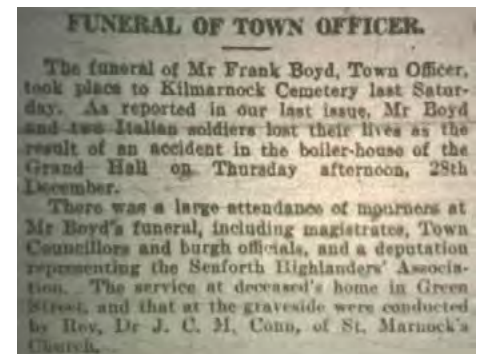 FUNERAL OF TOWN OFFICER.
The funeral of Mr Frank Boyd, Town Officer,
took place to Kilmarnock Cemetery last Satur-
day. As reported in our last issue, Mr Boyd
and two Italian soldiers lost their lives as the
result of an accident in the boiler-house of the
Grand Hall on Thursday afternoon, 28th
December.
There was a large attendance of mourners at
Mr Boyd's funeral, including magistrates, Town
Councillors and burgh officials, and a deputation
representing the Seaforth Highlanders' Associa-
tion. The service at deceased's home in Green
Street, and that at the graveside were conducted
by Rev. Dr J. C. M. Conn, of St. Marnock's
Church.